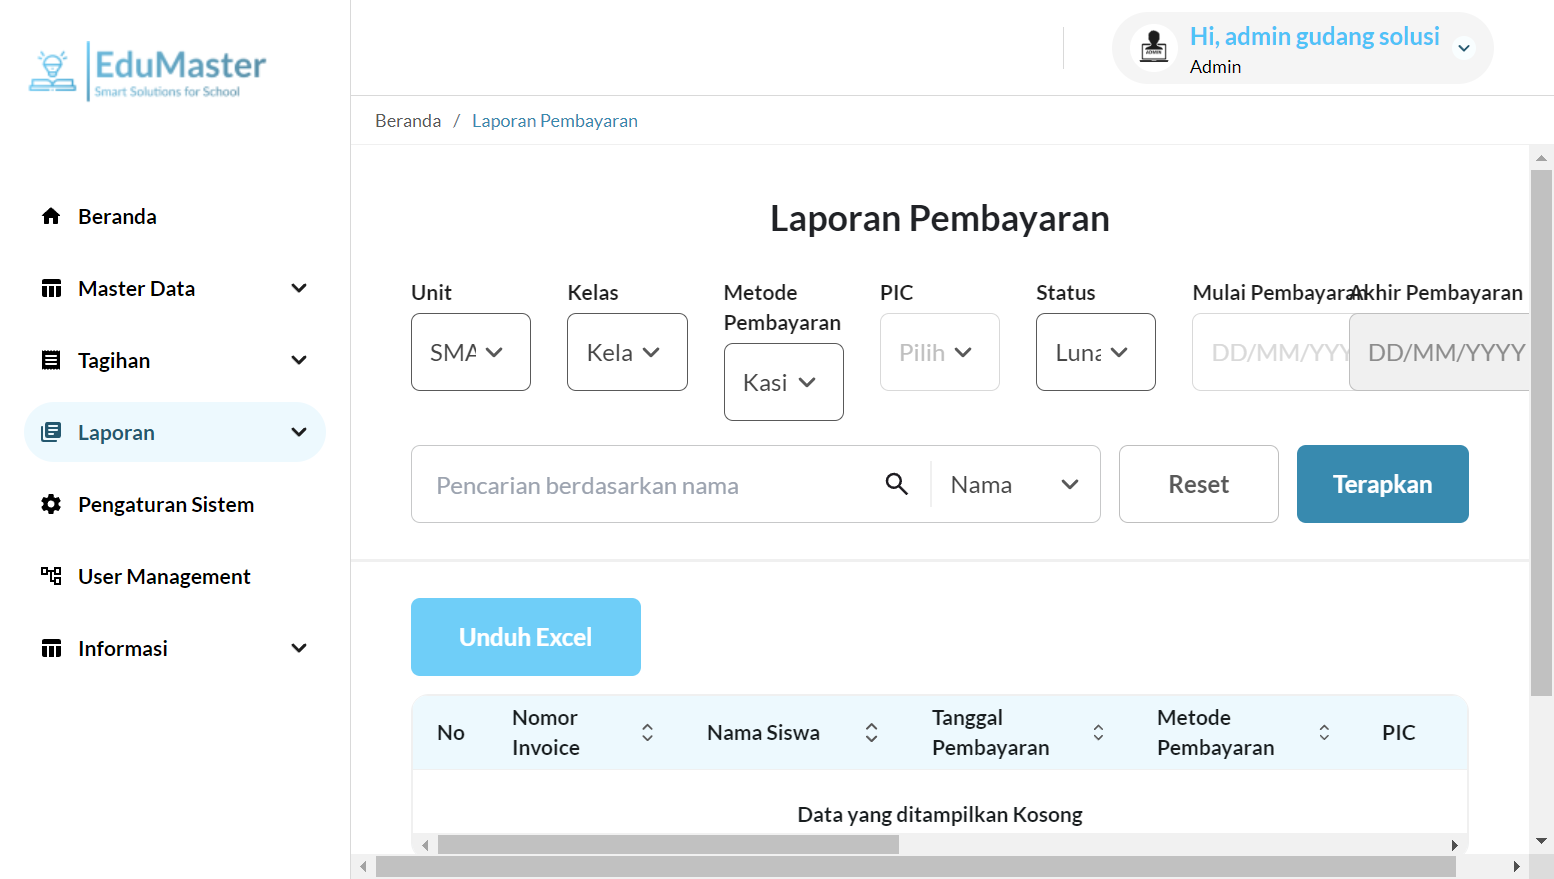 EduMaster
Smart Solutions for School
Hi, admin gudang solusi
Admin
Beranda / Laporan Pembayaran
Beranda
Master Data
Tagihan
Laporan
Pengaturan Sistem
User Management
Informasi
Laporan Pembayaran
Unit
Kelas
Metode
Pembayaran
PIC
Status
Mulai Pembayaran
Akhir Pembayaran
SMA
Kela
Kasi
Pilih
Luna
DD/MM/YYY
DD/MM/YYYY
Pencarian berdasarkan nama
Nama
Reset
Terapkan
Unduh Excel
No
Nomor
Invoice
Nama Siswa
Tanggal
Pembayaran
Metode
Pembayaran
PIC
Data yang ditampilkan Kosong